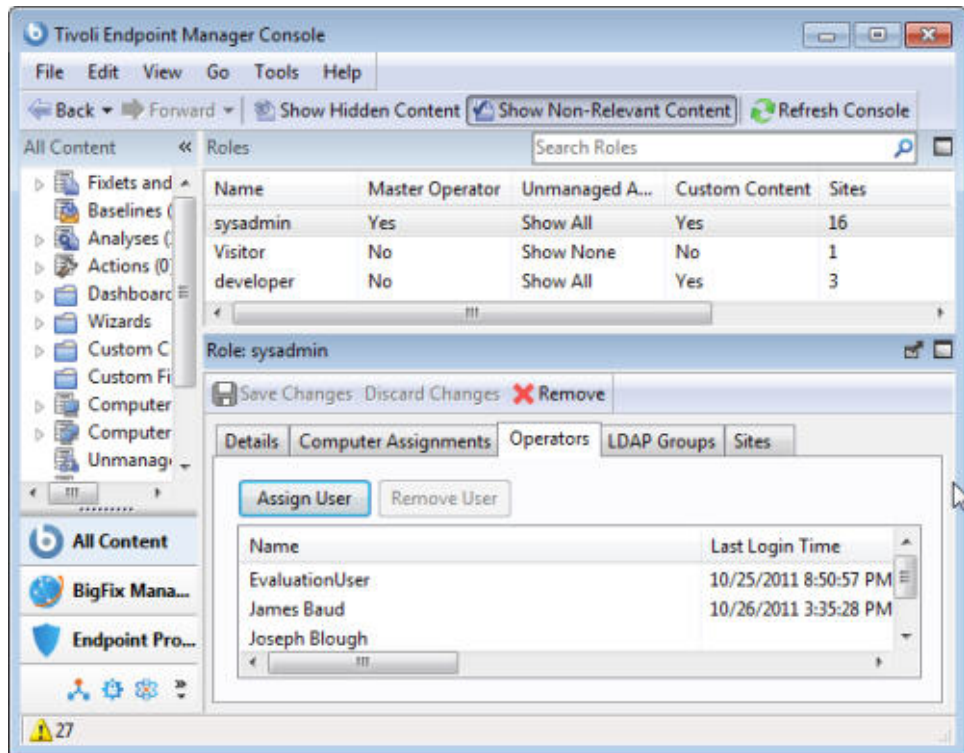 Tivoli Endpoint Manager Console
File Edit View Go Tools Help
Back Forward Show Hidden Content Show Non-Relevant Content Refresh Console
All Content « Roles Search Roles
Name Master Operator Unmanaged A... Custom Content Sites
sysadmin Yes Show All Yes 16
Visitor No Show None No 1
developer No Show All Yes 3
Fixlets and
Baselines (
Analyses (
Actions (0)
Dashboard
Wizards
Custom C
Custom Fi
Computer
Computer
Unmanag
Role: sysadmin
Save Changes Discard Changes Remove
Details Computer Assignments Operators LDAP Groups Sites
Assign User Remove User
Name Last Login Time
EvaluationUser 10/25/2011 8:50:57 PM
James Baud 10/26/2011 3:35:28 PM
Joseph Blough
All Content
BigFix Mana...
Endpoint Pro...
27